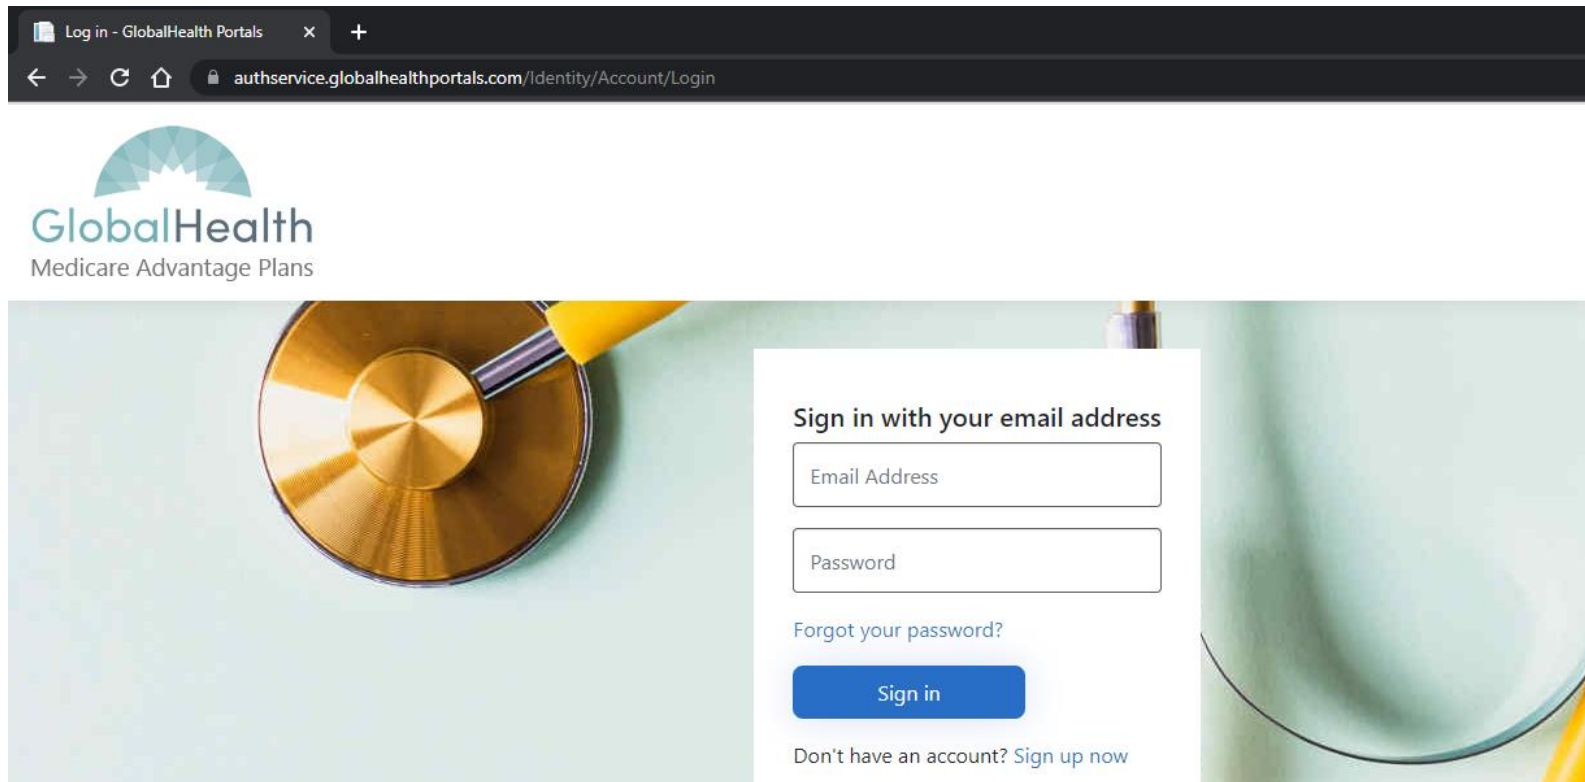 Log in - GlobalHealth Portals
authservice.globalhealthportals.com/Identity/Account/Login
GlobalHealth
Medicare Advantage Plans
Sign in with your email address
Email Address
Password
Forgot your password?
Sign in
Don't have an account? Sign up now